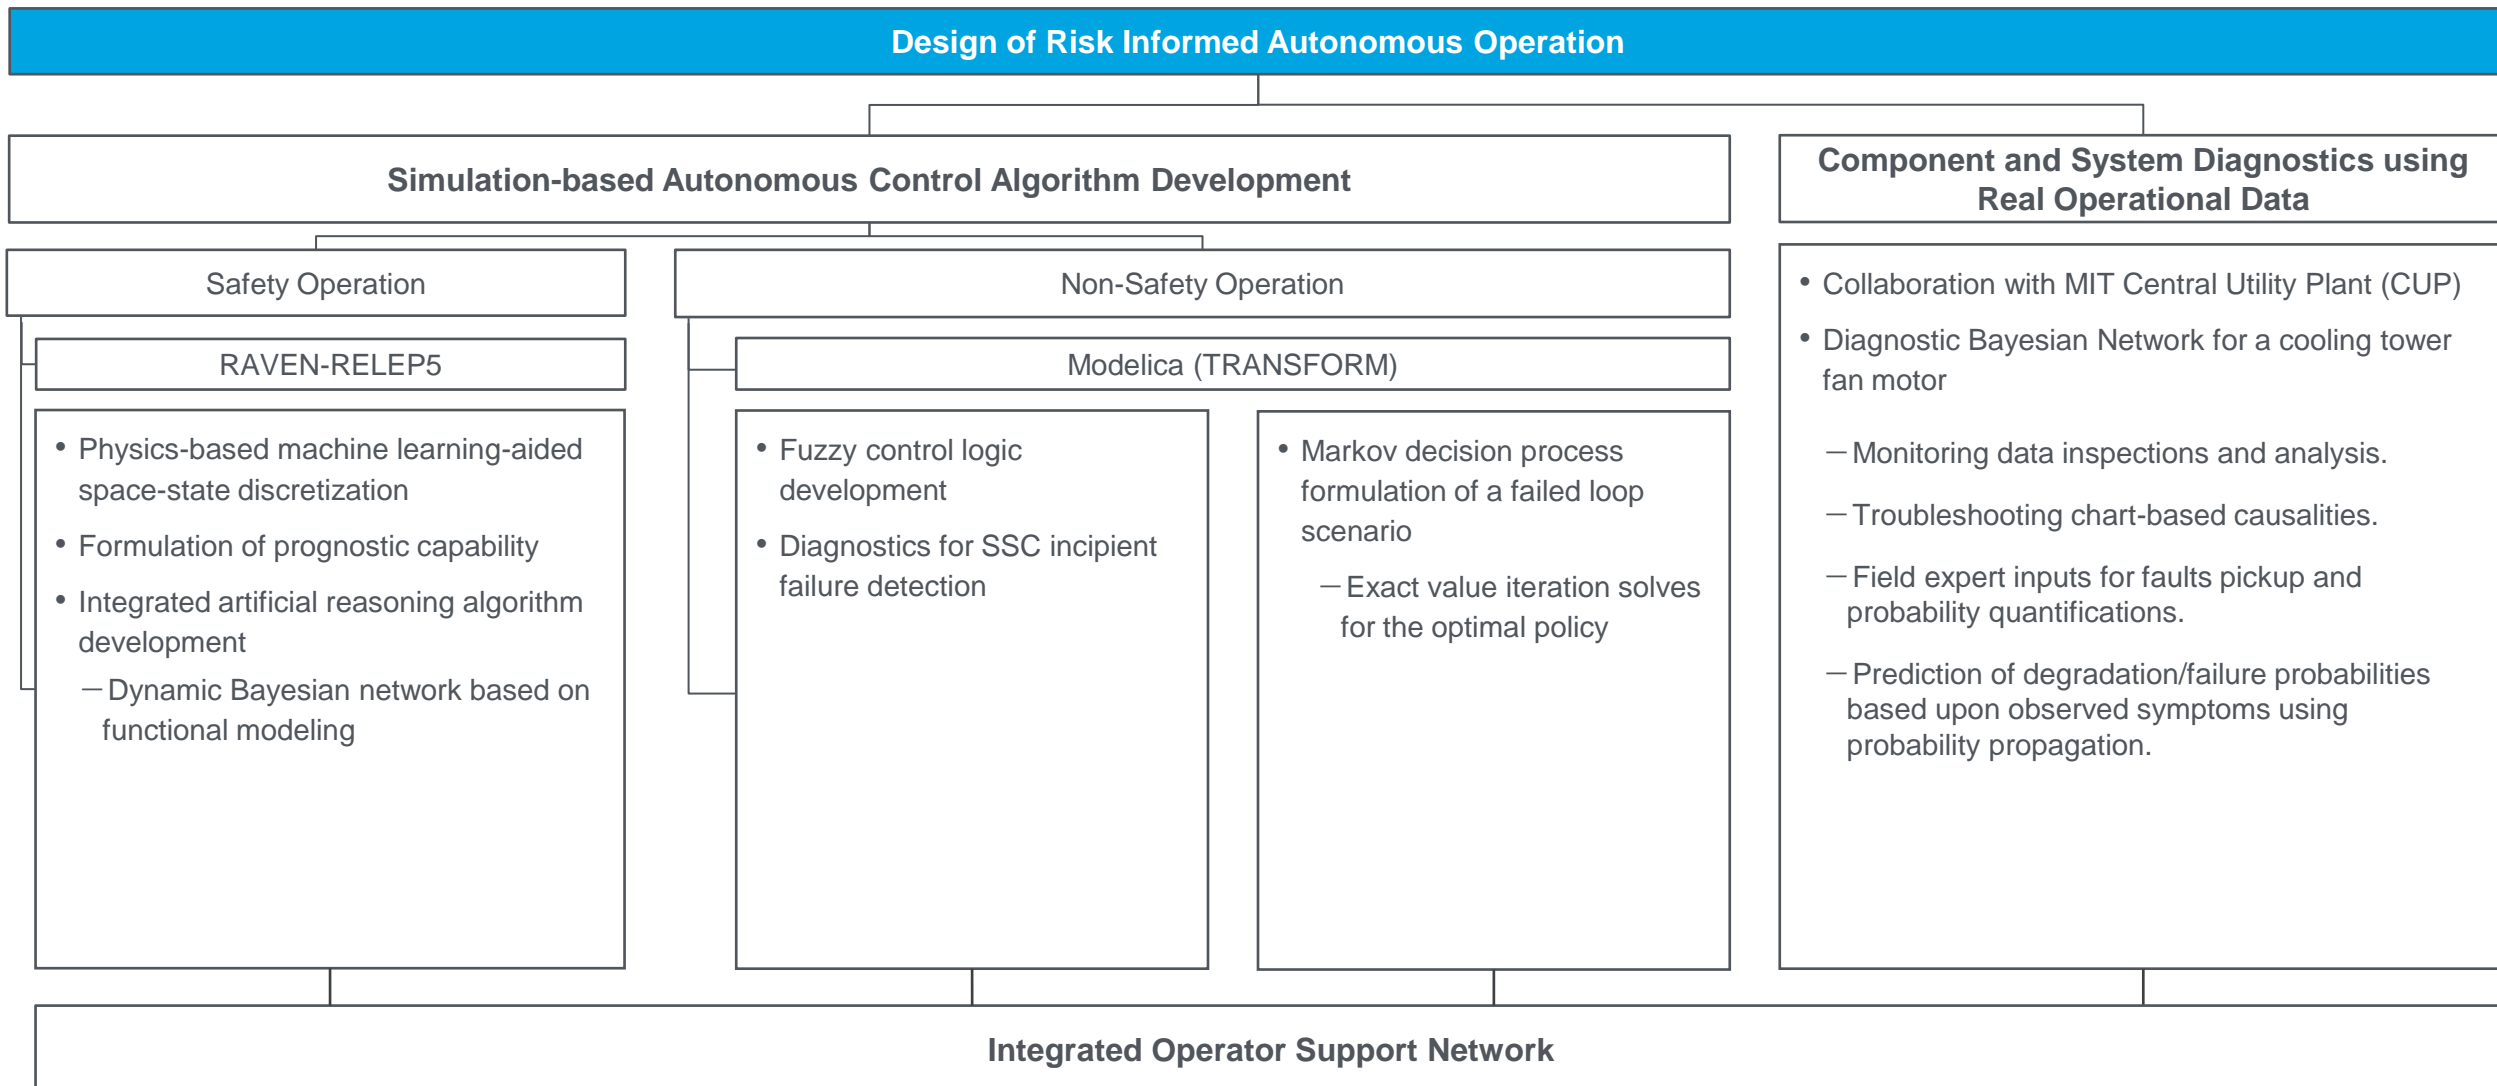 Design of Risk Informed Autonomous Operation
Simulation-based Autonomous Control Algorithm Development
Component and System Diagnostics using
Real Operational Data
Safety Operation
RAVEN-RELEP5
• Physics-based machine learning-aided
space-state discretization
• Formulation of prognostic capability
• Integrated artificial reasoning algorithm
development
– Dynamic Bayesian network based on
functional modeling
Non-Safety Operation
Modelica (TRANSFORM)
• Fuzzy control logic
development
• Diagnostics for SSC incipient
failure detection
• Markov decision process
formulation of a failed loop
scenario
– Exact value iteration solves
for the optimal policy
• Collaboration with MIT Central Utility Plant (CUP)
• Diagnostic Bayesian Network for a cooling tower
fan motor
– Monitoring data inspections and analysis.
– Troubleshooting chart-based causalities.
– Field expert inputs for faults pickup and
probability quantifications.
– Prediction of degradation/failure probabilities
based upon observed symptoms using
probability propagation.
Integrated Operator Support Network